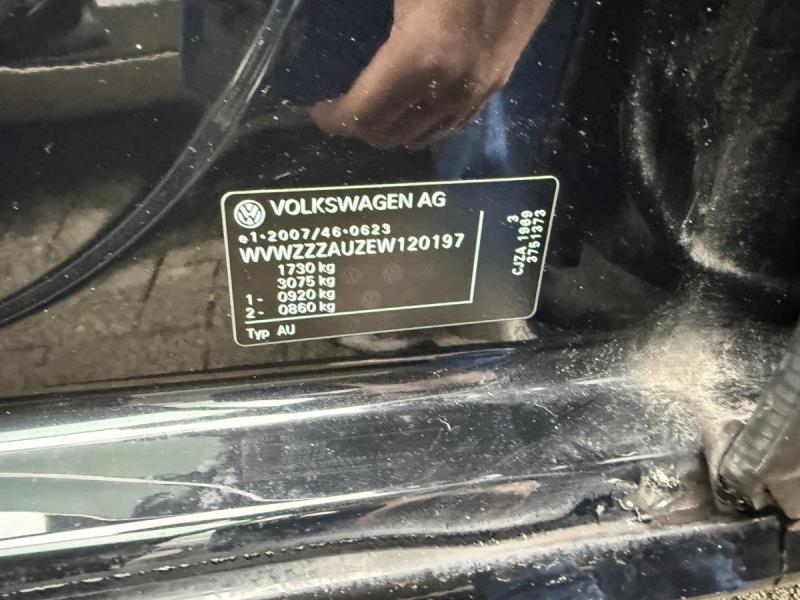 VOLKSWAGEN AG
e1*2007/46*0623
WVWZZZAUZEW120197
1730 kg
3075 kg
1- 0920 kg
2- 0860 kg
Typ AU
3
CJZA 1969
3751373